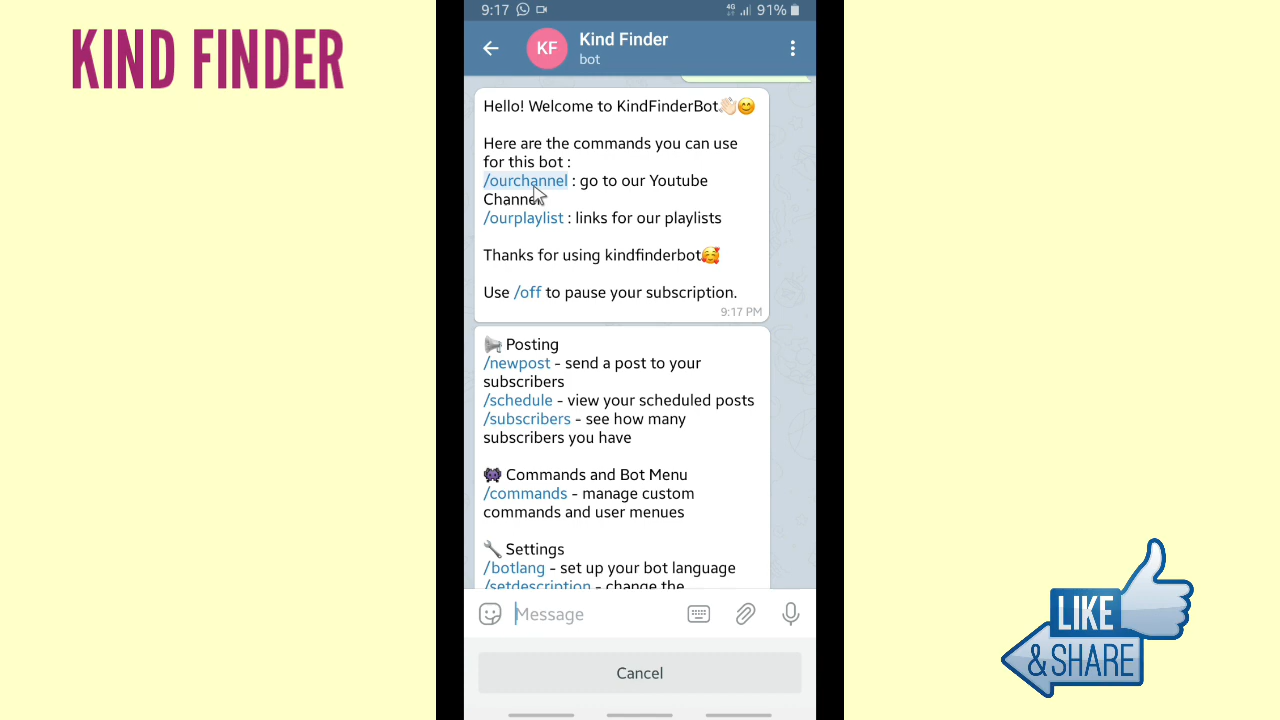 KIND FINDER
9:17 4G 91%
KF Kind Finder
bot
Hello! Welcome to KindFinderBot👋🏻😊
Here are the commands you can use
for this bot :
/ourchannel : go to our Youtube
Channel
/ourplaylist : links for our playlists
Thanks for using kindfinderbot🥰
Use /off to pause your subscription.
9:17 PM
📢 Posting
/newpost - send a post to your
subscribers
/schedule - view your scheduled posts
/subscribers - see how many
subscribers you have
👾 Commands and Bot Menu
/commands - manage custom
commands and user menues
🔧 Settings
/botlang - set up your bot language
/setdescription - change the
Message
Cancel
LIKE
& SHARE